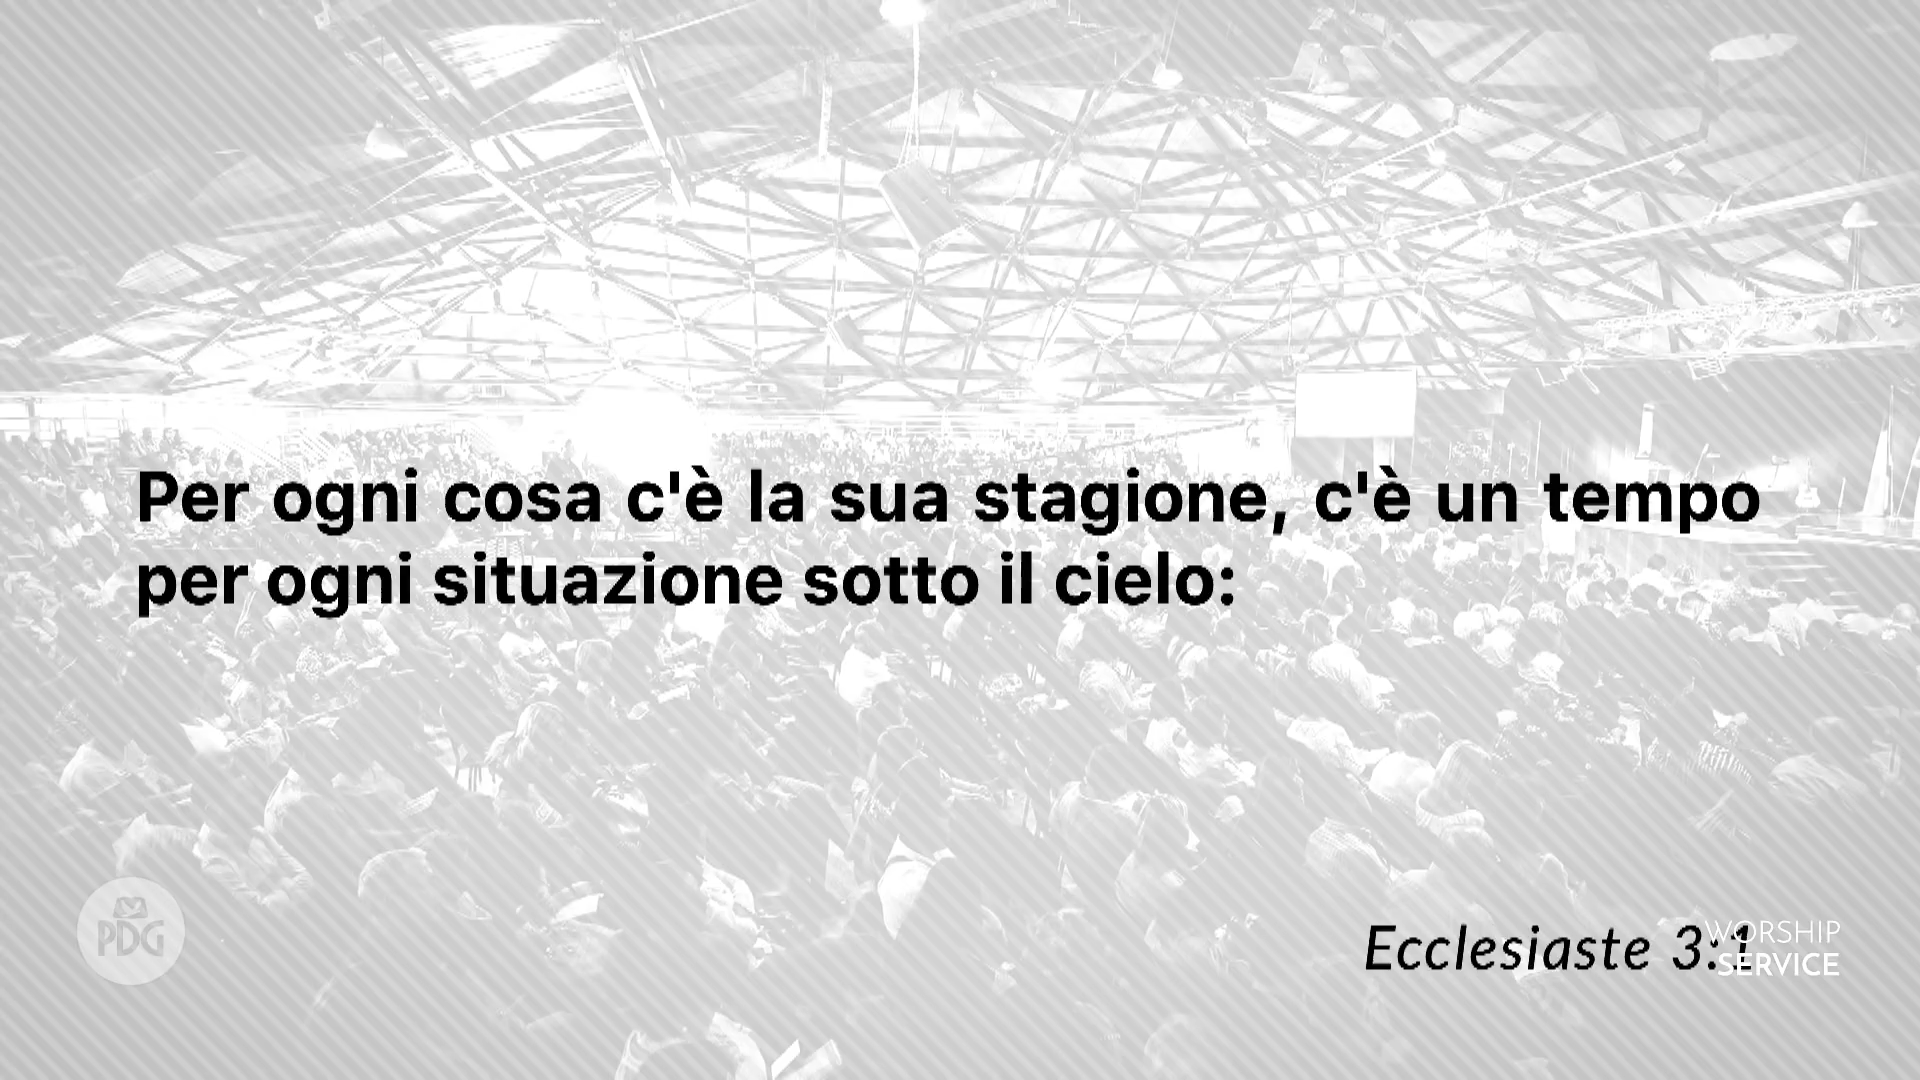 Per ogni cosa c'è la sua stagione, c'è un tempo
per ogni situazione sotto il cielo:
PDG
Ecclesiaste 3:1
WORSHIP
SERVICE